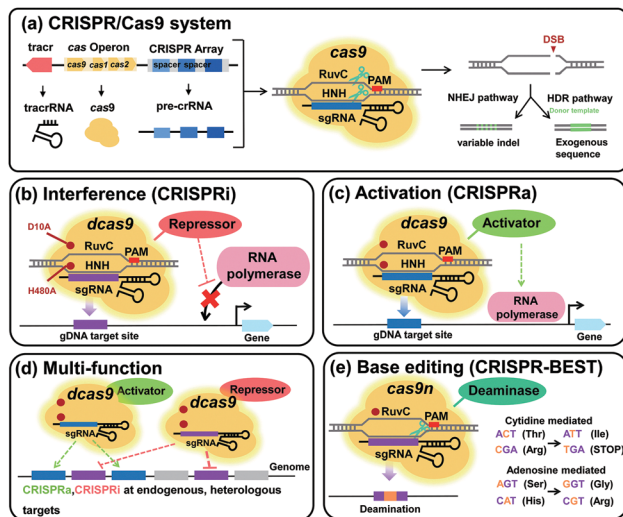 (a) CRISPR/Cas9 system
tracr
cas Operon
CRISPR Array
cas9 cas1 cas2
spacer spacer
tracrRNA
cas9
pre-crRNA
cas9
RuvC
PAM
HNH
sgRNA
DSB
NHEJ pathway
HDR pathway
Donor template
variable indel
Exogenous
sequence
(b) Interference (CRISPRi)
dcas9
Repressor
D10A
RuvC
PAM
HNH
H480A
sgRNA
RNA
polymerase
gDNA target site
Gene
(c) Activation (CRISPRa)
dcas9
Activator
RuvC
PAM
HNH
sgRNA
RNA
polymerase
gDNA target site
Gene
(d) Multi-function
dcas9
Activator
sgRNA
dcas9
Repressor
sgRNA
Genome
CRISPRa,CRISPRi at endogenous, heterologous
targets
(e) Base editing (CRISPR-BEST)
cas9n
Deaminase
RuvC
PAM
HNH
sgRNA
Deamination
Cytidine mediated
ACT (Thr) ATT (Ile)
CGA (Arg) TGA (STOP)
Adenosine mediated
AGT (Ser) GGT (Gly)
CAT (His) CGT (Arg)